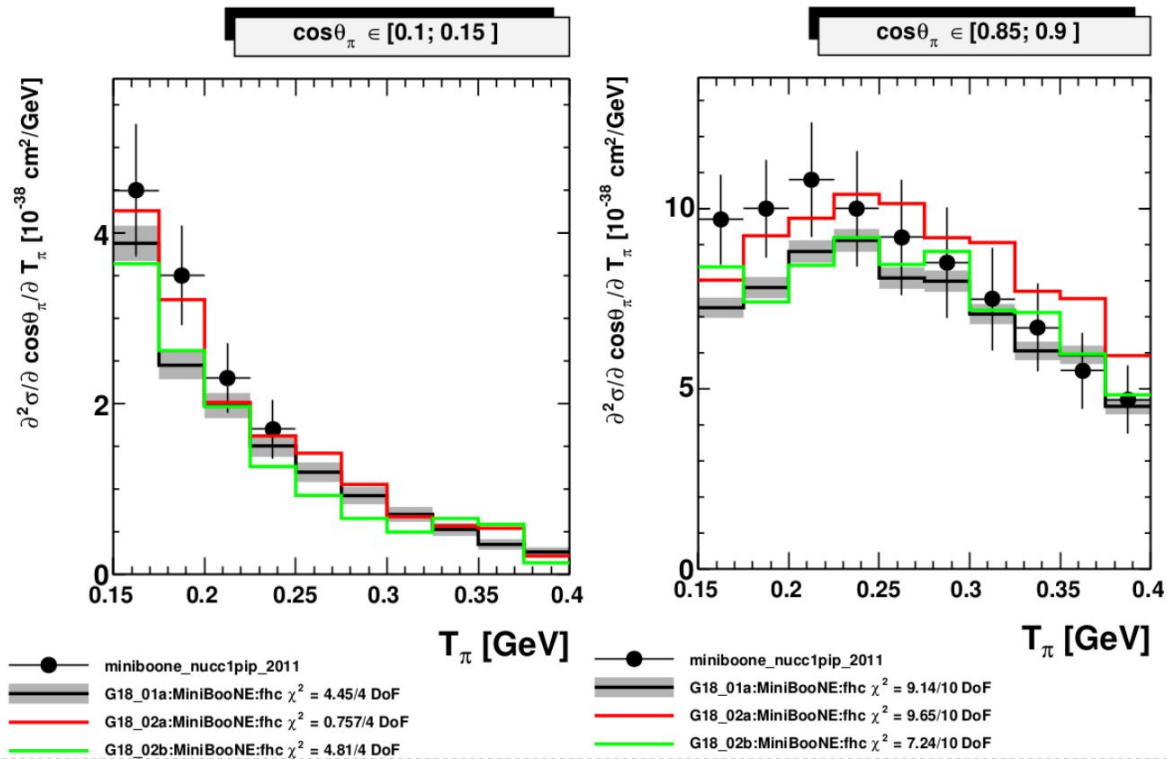 cosθπ ∈ [0.1; 0.15 ]
∂²σ/∂ cosθπ/∂ Tπ [10⁻³⁸ cm²/GeV]
4
2
0
0.15 0.2 0.25 0.3 0.35 0.4
Tπ [GeV]
miniboone_nucc1pip_2011
G18_01a:MiniBooNE:fhc χ² = 4.45/4 DoF
G18_02a:MiniBooNE:fhc χ² = 0.757/4 DoF
G18_02b:MiniBooNE:fhc χ² = 4.81/4 DoF
cosθπ ∈ [0.85; 0.9 ]
∂²σ/∂ cosθπ/∂ Tπ [10⁻³⁸ cm²/GeV]
10
5
0
0.15 0.2 0.25 0.3 0.35 0.4
Tπ [GeV]
miniboone_nucc1pip_2011
G18_01a:MiniBooNE:fhc χ² = 9.14/10 DoF
G18_02a:MiniBooNE:fhc χ² = 9.65/10 DoF
G18_02b:MiniBooNE:fhc χ² = 7.24/10 DoF